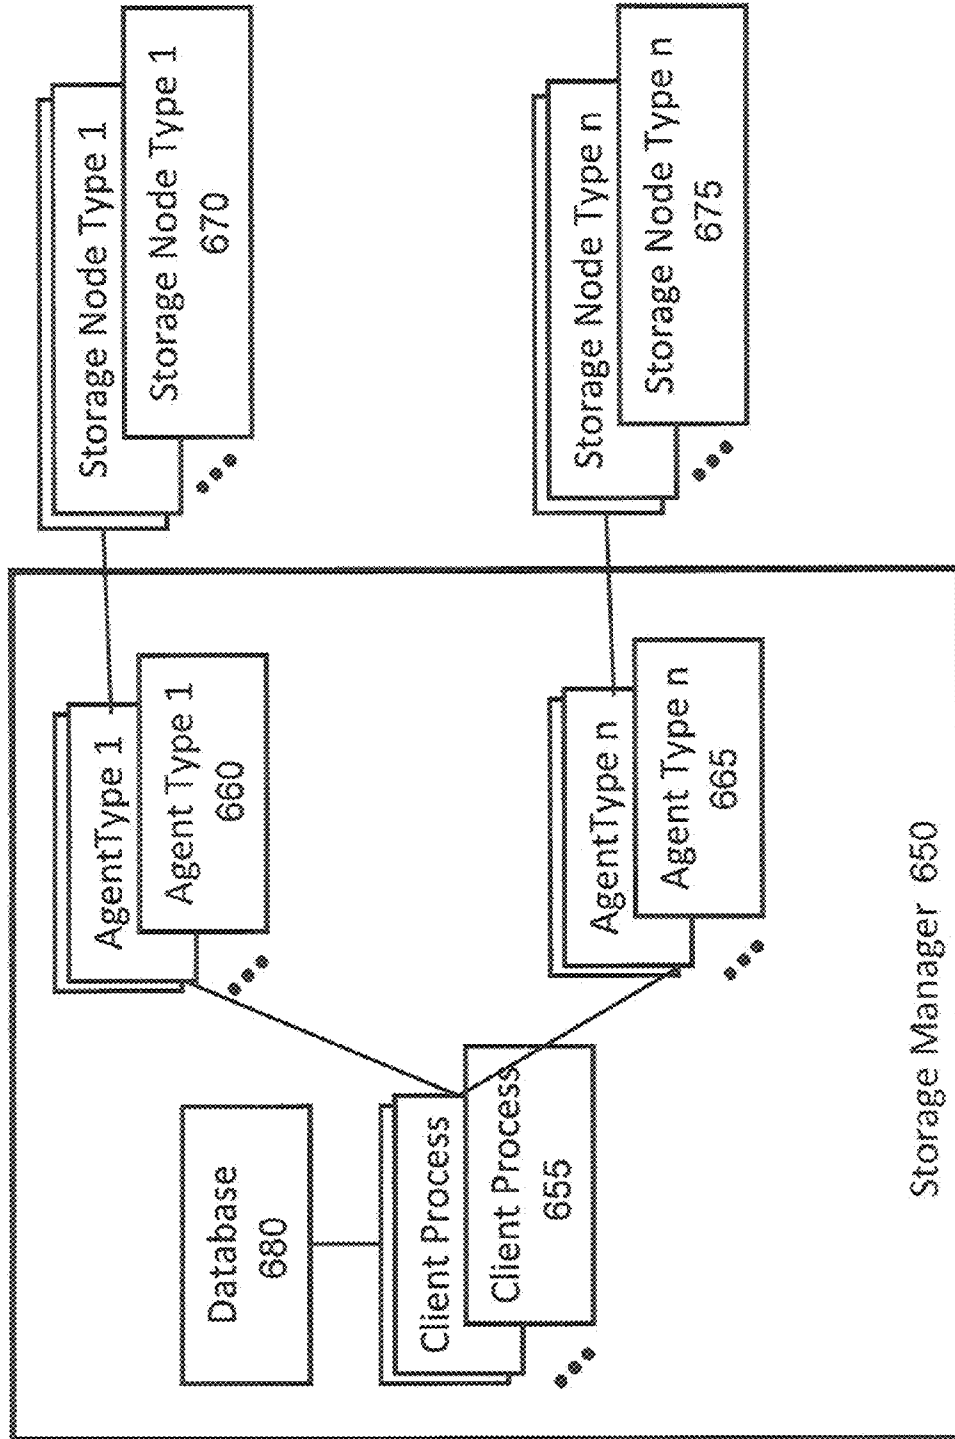 Database
680
Client Process
Client Process
655
AgentType 1
Agent Type 1
660
AgentType n
Agent Type n
665
Storage Manager 650
Storage Node Type 1
Storage Node Type 1
670
Storage Node Type n
Storage Node Type n
675